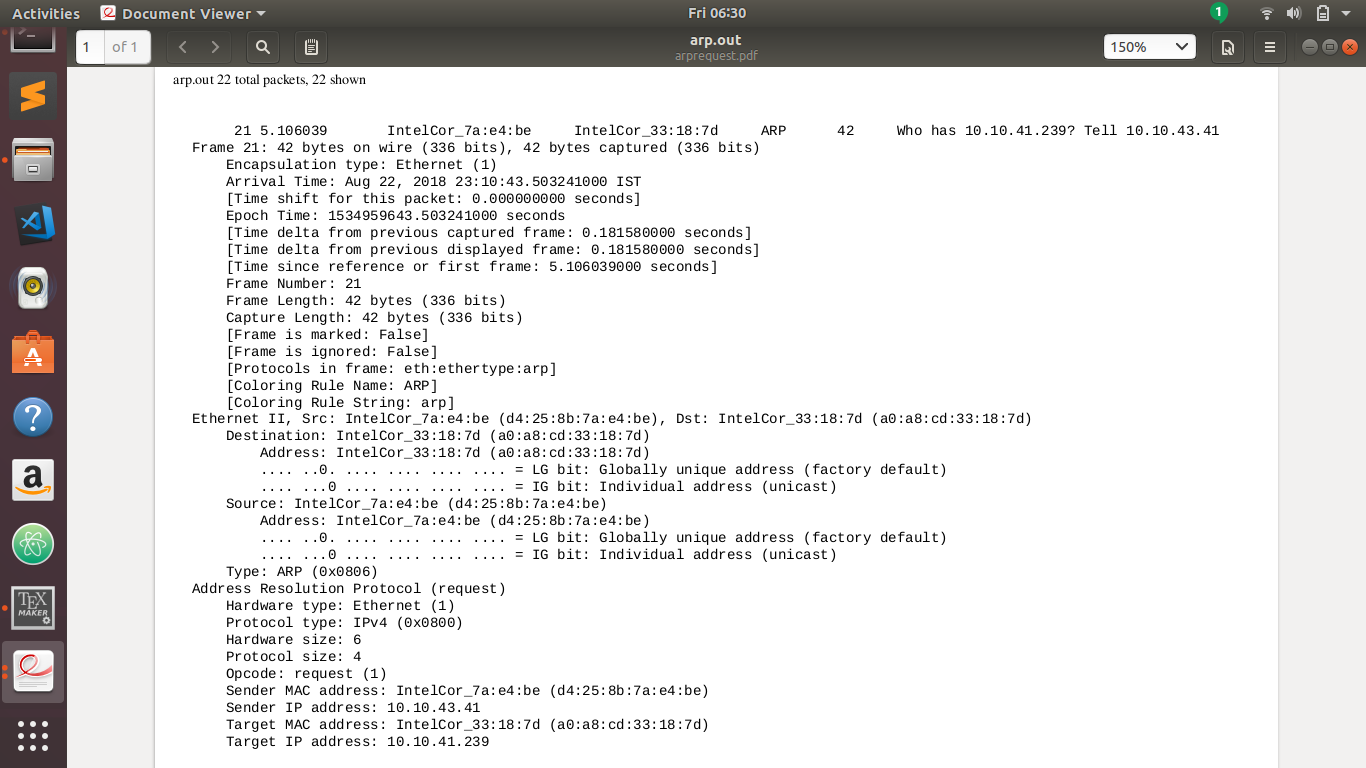 Activities Document Viewer Fri 06:30 1
1 of 1 arp.out 150%
arprequest.pdf
arp.out 22 total packets, 22 shown
21 5.106039 IntelCor_7a:e4:be IntelCor_33:18:7d ARP 42 Who has 10.10.41.239? Tell 10.10.43.41
Frame 21: 42 bytes on wire (336 bits), 42 bytes captured (336 bits)
Encapsulation type: Ethernet (1)
Arrival Time: Aug 22, 2018 23:10:43.503241000 IST
[Time shift for this packet: 0.000000000 seconds]
Epoch Time: 1534959643.503241000 seconds
[Time delta from previous captured frame: 0.181580000 seconds]
[Time delta from previous displayed frame: 0.181580000 seconds]
[Time since reference or first frame: 5.106039000 seconds]
Frame Number: 21
Frame Length: 42 bytes (336 bits)
Capture Length: 42 bytes (336 bits)
[Frame is marked: False]
[Frame is ignored: False]
[Protocols in frame: eth:ethertype:arp]
[Coloring Rule Name: ARP]
[Coloring Rule String: arp]
Ethernet II, Src: IntelCor_7a:e4:be (d4:25:8b:7a:e4:be), Dst: IntelCor_33:18:7d (a0:a8:cd:33:18:7d)
Destination: IntelCor_33:18:7d (a0:a8:cd:33:18:7d)
Address: IntelCor_33:18:7d (a0:a8:cd:33:18:7d)
.... ..0. .... .... .... .... = LG bit: Globally unique address (factory default)
.... ...0 .... .... .... .... = IG bit: Individual address (unicast)
Source: IntelCor_7a:e4:be (d4:25:8b:7a:e4:be)
Address: IntelCor_7a:e4:be (d4:25:8b:7a:e4:be)
.... ..0. .... .... .... .... = LG bit: Globally unique address (factory default)
.... ...0 .... .... .... .... = IG bit: Individual address (unicast)
Type: ARP (0x0806)
Address Resolution Protocol (request)
Hardware type: Ethernet (1)
Protocol type: IPv4 (0x0800)
Hardware size: 6
Protocol size: 4
Opcode: request (1)
Sender MAC address: IntelCor_7a:e4:be (d4:25:8b:7a:e4:be)
Sender IP address: 10.10.43.41
Target MAC address: IntelCor_33:18:7d (a0:a8:cd:33:18:7d)
Target IP address: 10.10.41.239
TEX
MAKER